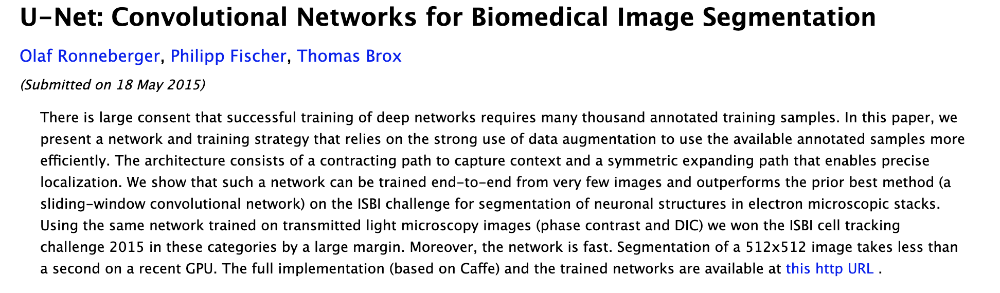 U-Net: Convolutional Networks for Biomedical Image Segmentation
Olaf Ronneberger, Philipp Fischer, Thomas Brox
(Submitted on 18 May 2015)
There is large consent that successful training of deep networks requires many thousand annotated training samples. In this paper, we
present a network and training strategy that relies on the strong use of data augmentation to use the available annotated samples more
efficiently. The architecture consists of a contracting path to capture context and a symmetric expanding path that enables precise
localization. We show that such a network can be trained end-to-end from very few images and outperforms the prior best method (a
sliding-window convolutional network) on the ISBI challenge for segmentation of neuronal structures in electron microscopic stacks.
Using the same network trained on transmitted light microscopy images (phase contrast and DIC) we won the ISBI cell tracking
challenge 2015 in these categories by a large margin. Moreover, the network is fast. Segmentation of a 512x512 image takes less than
a second on a recent GPU. The full implementation (based on Caffe) and the trained networks are available at this http URL .